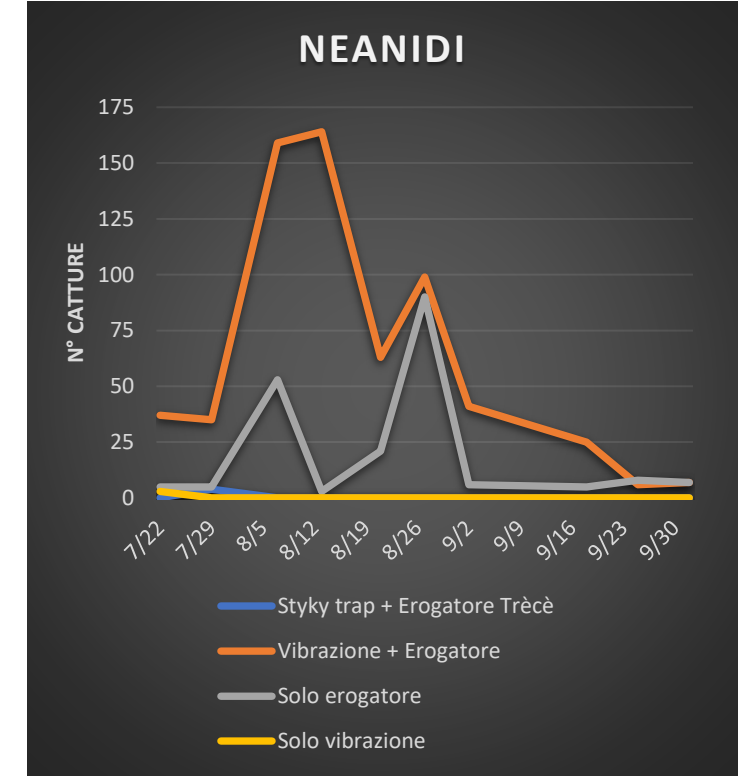 NEANIDI
175
150
125
100
75
50
25
0
N° CATTURE
7/22 7/29 8/5 8/12 8/19 8/26 9/2 9/9 9/16 9/23 9/30
Styky trap + Erogatore Trècè
Vibrazione + Erogatore
Solo erogatore
Solo vibrazione